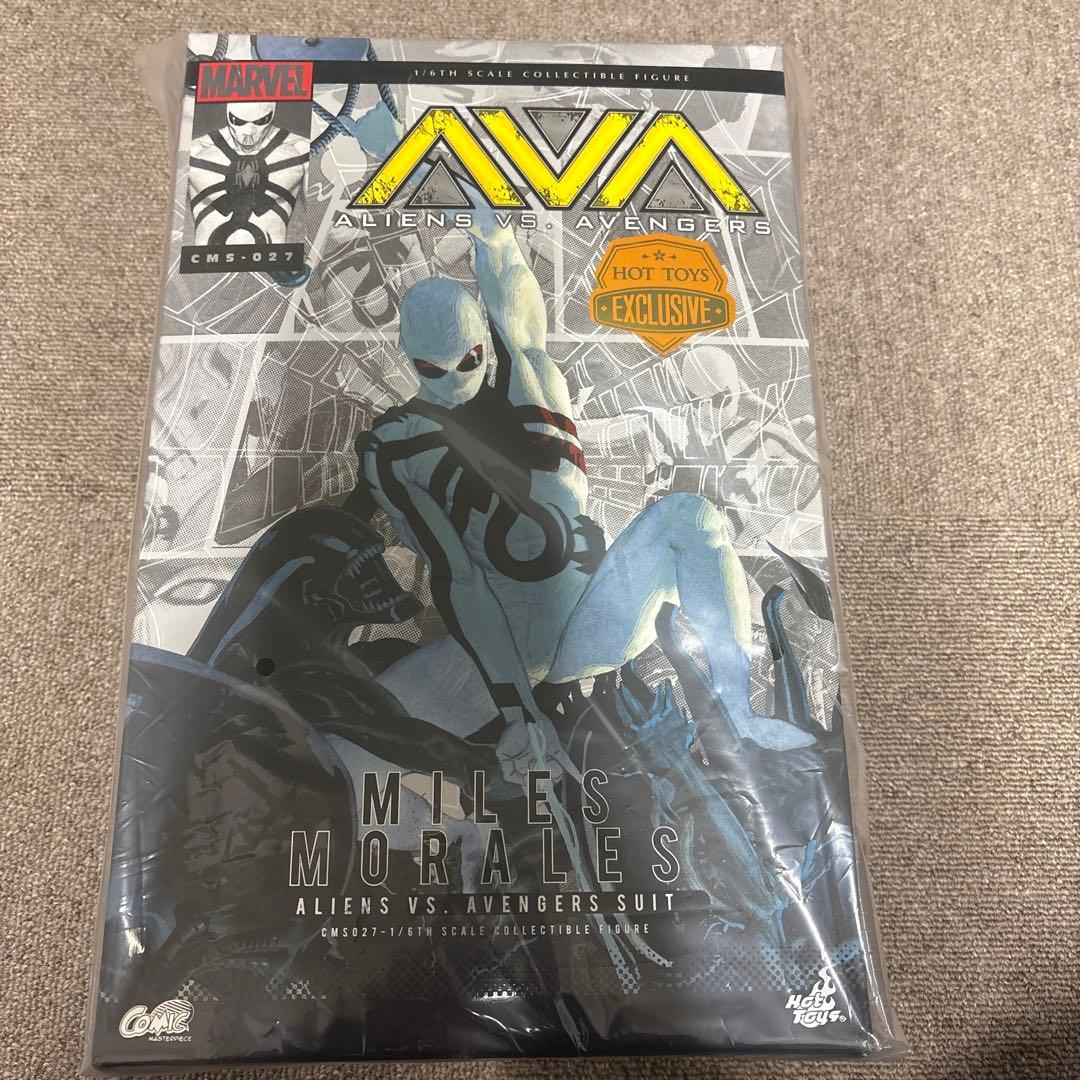 MARVEL
1/6TH SCALE COLLECTIBLE FIGURE
AVA
ALIENS VS. AVENGERS
CMS-027
HOT TOYS
EXCLUSIVE
MILES
MORALES
ALIENS VS. AVENGERS SUIT
CMS027-1/6TH SCALE COLLECTIBLE FIGURE
COMIC
MASTERPIECE
Hot
Toys®